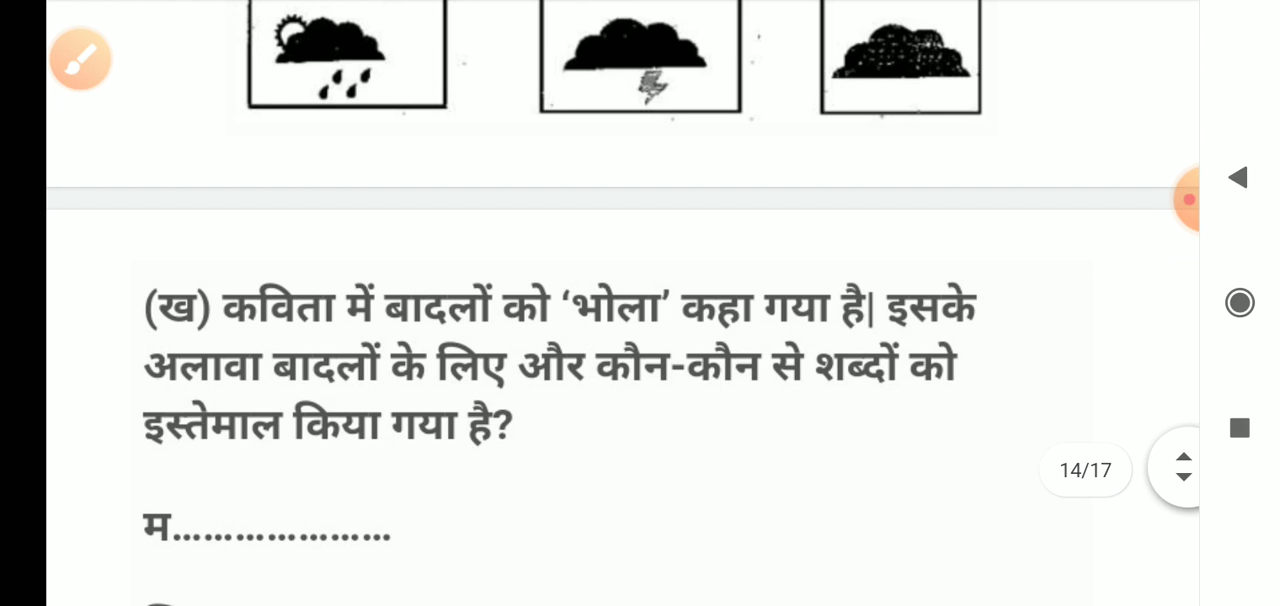 (ख) कविता में बादलों को ‘भोला’ कहा गया है| इसके
अलावा बादलों के लिए और कौन-कौन से शब्दों को
इस्तेमाल किया गया है?
14/17
म.....................